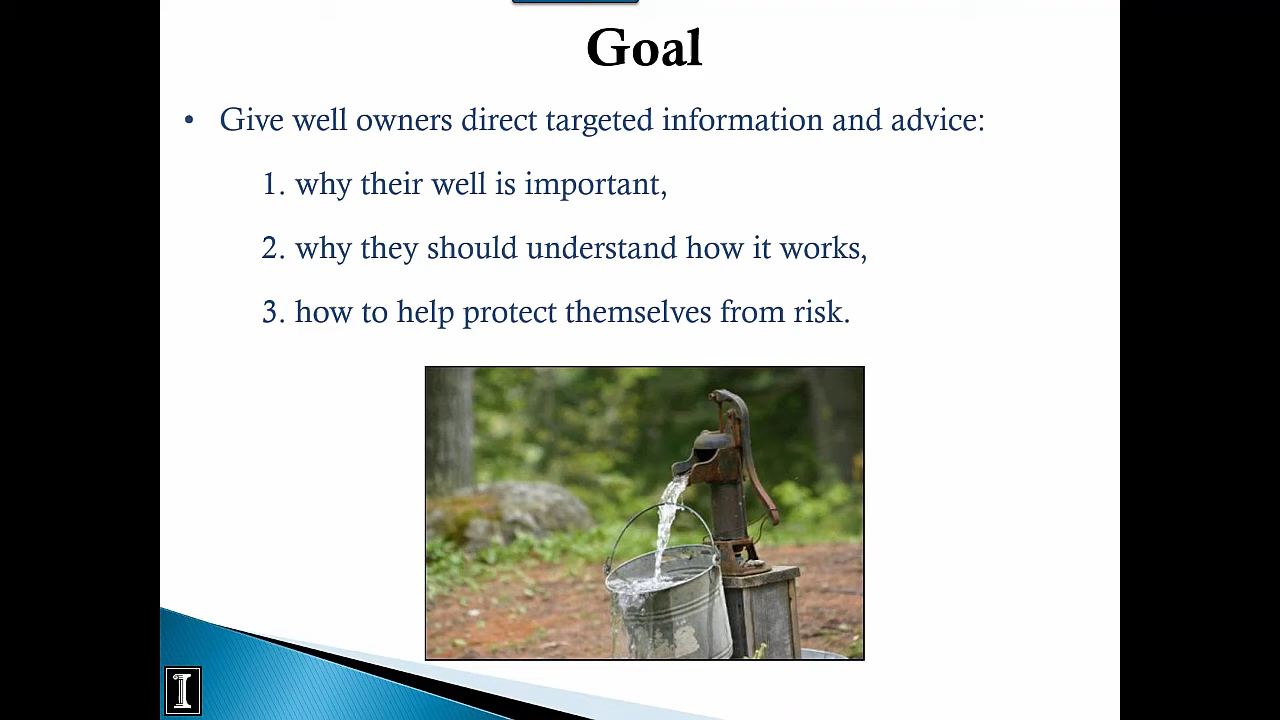 Goal
• Give well owners direct targeted information and advice:
1. why their well is important,
2. why they should understand how it works,
3. how to help protect themselves from risk.
I